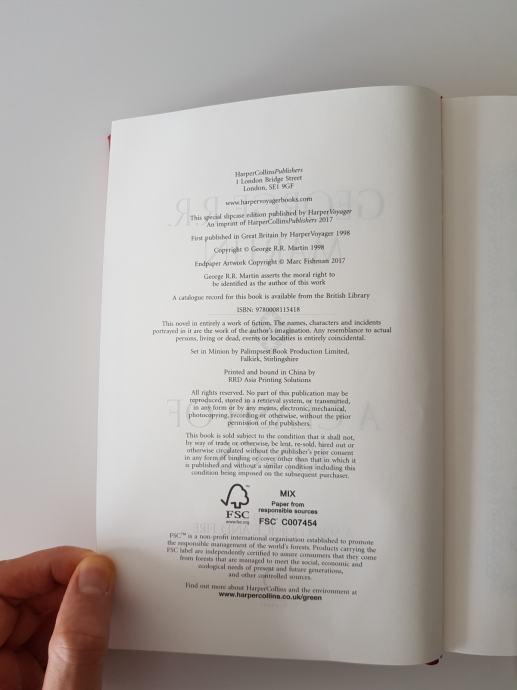 HarperCollinsPublishers
1 London Bridge Street
London, SE1 9GF
www.harpervoyagerbooks.com
This special slipcase edition published by HarperVoyager
An imprint of HarperCollinsPublishers 2017
First published in Great Britain by HarperVoyager 1998
Copyright © George R.R. Martin 1998
Endpaper Artwork Copyright © Marc Fishman 2017
George R.R. Martin asserts the moral right to
be identified as the author of this work
A catalogue record for this book is available from the British Library
ISBN: 9780008115418
This novel is entirely a work of fiction. The names, characters and incidents
portrayed in it are the work of the author's imagination. Any resemblance to actual
persons, living or dead, events or localities is entirely coincidental.
Set in Minion by Palimpsest Book Production Limited,
Falkirk, Stirlingshire
Printed and bound in China by
RRD Asia Printing Solutions
All rights reserved. No part of this publication may be
reproduced, stored in a retrieval system, or transmitted,
in any form or by any means, electronic, mechanical,
photocopying, recording or otherwise, without the prior
permission of the publishers.
This book is sold subject to the condition that it shall not,
by way of trade or otherwise, be lent, re-sold, hired out or
otherwise circulated without the publisher's prior consent
in any form of binding or cover other than that in which it
is published and without a similar condition including this
condition being imposed on the subsequent purchaser.
FSC
www.fsc.org
MIX
Paper from
responsible sources
FSC® C007454
FSC™ is a non-profit international organisation established to promote
the responsible management of the world's forests. Products carrying the
FSC label are independently certified to assure consumers that they come
from forests that are managed to meet the social, economic and
ecological needs of present and future generations,
and other controlled sources.
Find out more about HarperCollins and the environment at
www.harpercollins.co.uk/green